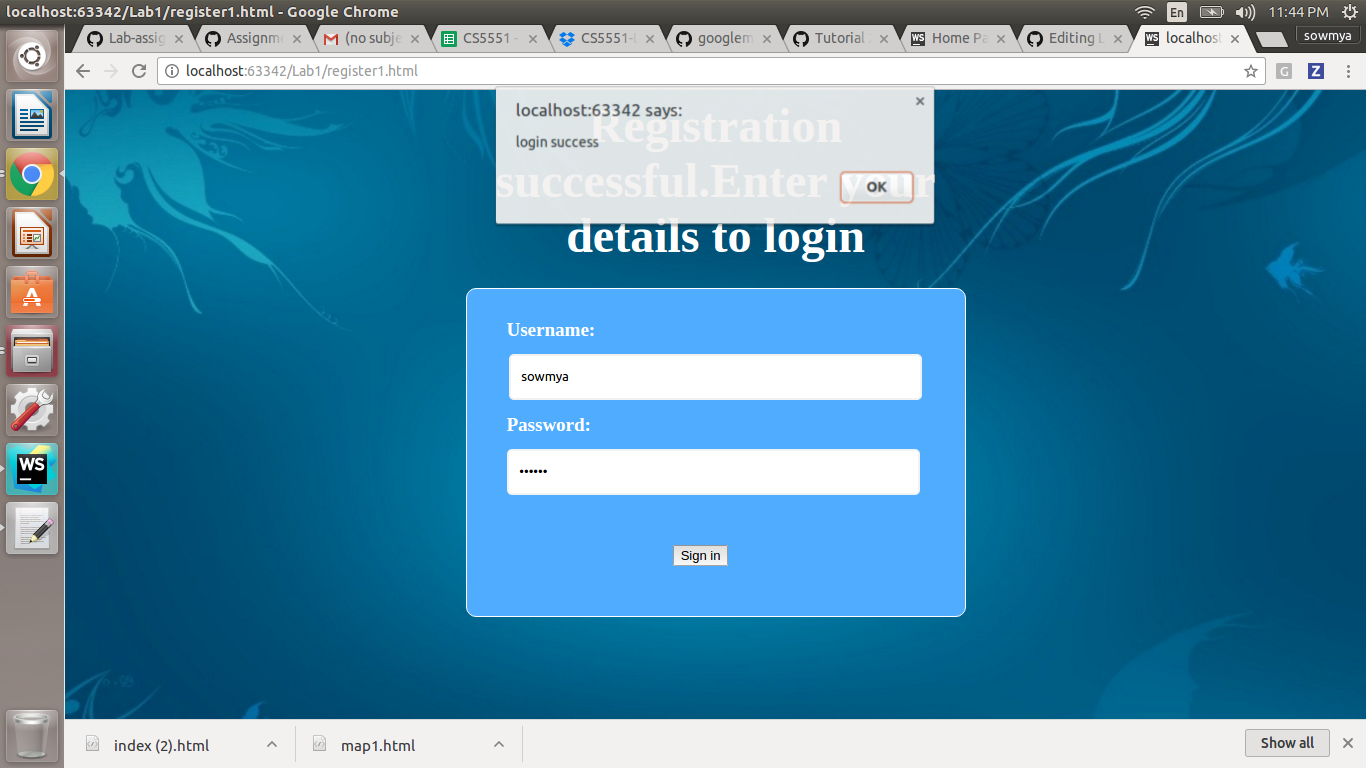 localhost:63342/Lab1/register1.html - Google Chrome
En
11:44 PM
Lab-assig
Assignme
(no subje
CS5551 -
CS5551-L
googlem
Tutorial
Home Pa
Editing L
localhost
sowmya
localhost:63342/Lab1/register1.html
G
Z
localhost:63342 says:
login success
OK
Registration
successful.Enter your
details to login
Username:
sowmya
Password:
••••••
Sign in
WS
index (2).html
map1.html
Show all